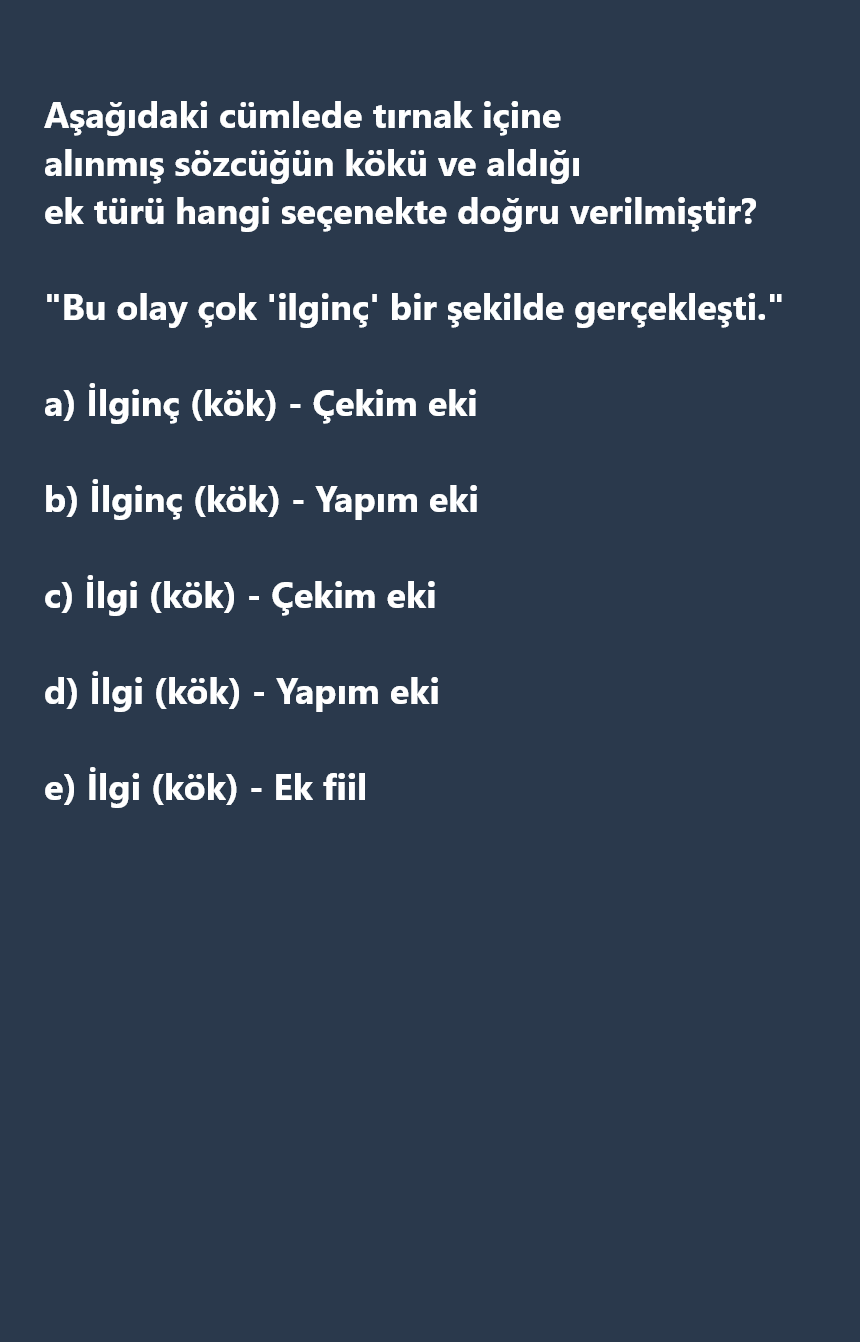 Aşağıdaki cümlede tırnak içine
alınmış sözcüğün kökü ve aldığı
ek türü hangi seçenekte doğru verilmiştir?
"Bu olay çok 'ilginç' bir şekilde gerçekleşti."
a) İlginç (kök) - Çekim eki
b) İlginç (kök) - Yapım eki
c) İlgi (kök) - Çekim eki
d) İlgi (kök) - Yapım eki
e) İlgi (kök) - Ek fiil